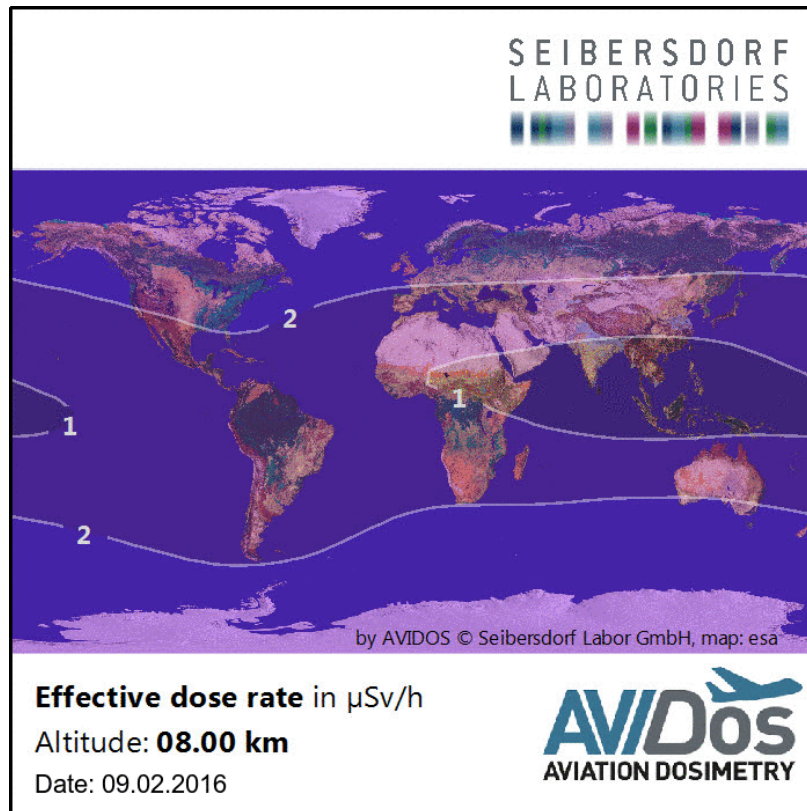 SEIBERSDORF
LABORATORIES
2
1
1
2
by AVIDOS © Seibersdorf Labor GmbH, map: esa
Effective dose rate in µSv/h
Altitude: 08.00 km
Date: 09.02.2016
AVIDOS
AVIATION DOSIMETRY